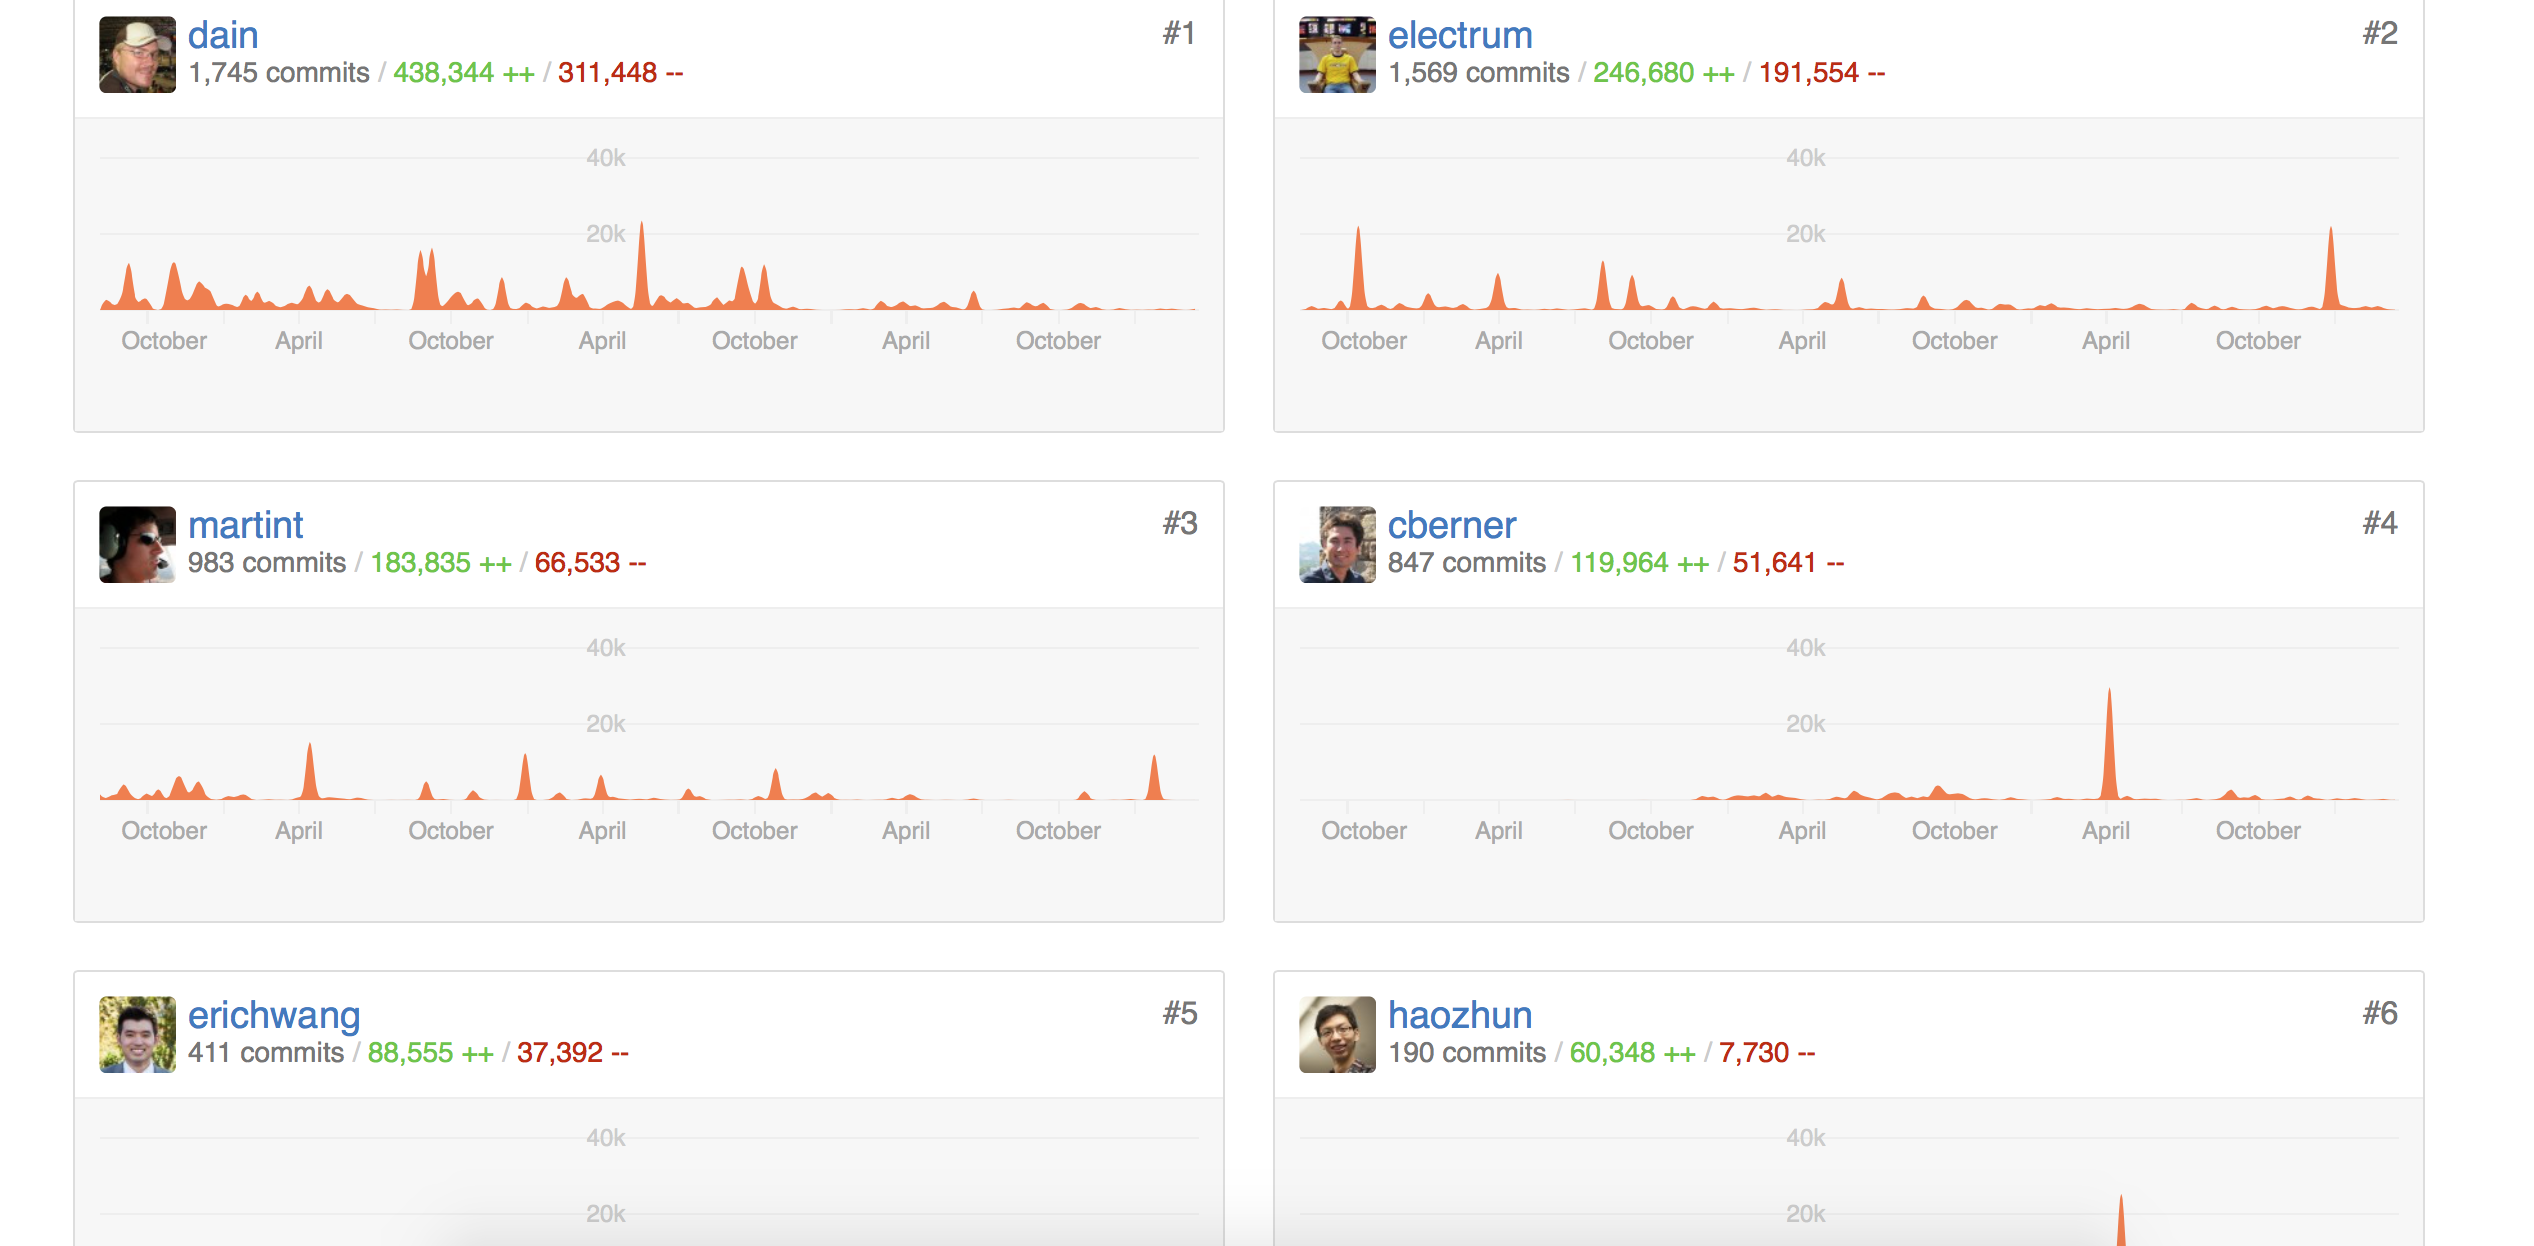 dain
#1
1,745 commits / 438,344 ++ / 311,448 --
40k
20k
October April October April October April October
electrum
#2
1,569 commits / 246,680 ++ / 191,554 --
40k
20k
October April October April October April October
martint
#3
983 commits / 183,835 ++ / 66,533 --
40k
20k
October April October April October April October
cberner
#4
847 commits / 119,964 ++ / 51,641 --
40k
20k
October April October April October April October
erichwang
#5
411 commits / 88,555 ++ / 37,392 --
40k
20k
haozhun
#6
190 commits / 60,348 ++ / 7,730 --
40k
20k